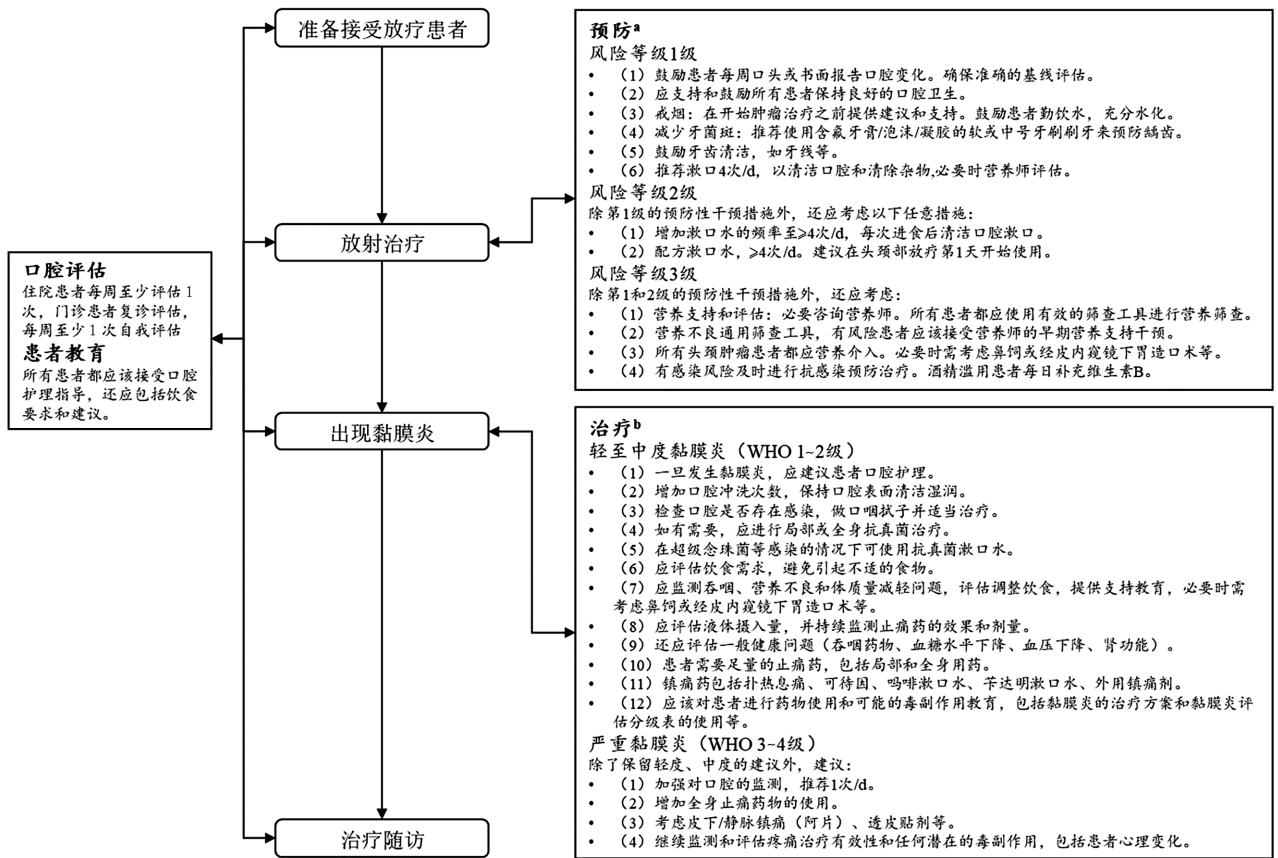 准备接受放疗患者
放射治疗
出现黏膜炎
治疗随访
口腔评估
住院患者每周至少评估1
次，门诊患者复诊评估，
每周至少1次自我评估
患者教育
所有患者都应该接受口腔
护理指导，还应包括饮食
要求和建议。
预防a
风险等级1级
• （1）鼓励患者每周口头或书面报告口腔变化。确保准确的基线评估。
• （2）应支持和鼓励所有患者保持良好的口腔卫生。
• （3）戒烟：在开始肿瘤治疗之前提供建议和支持。鼓励患者勤饮水，充分水化。
• （4）减少牙菌斑：推荐使用含氟牙膏/泡沫/凝胶的软或中号牙刷刷牙来预防龋齿。
• （5）鼓励牙齿清洁，如牙线等。
• （6）推荐漱口4次/d，以清洁口腔和清除杂物,必要时营养师评估。
风险等级2级
除第1级的预防性干预措施外，还应考虑以下任意措施：
• （1）增加漱口水的频率至⩾4次/d，每次进食后清洁口腔漱口。
• （2）配方漱口水，⩾4次/d。建议在头颈部放疗第1天开始使用。
风险等级3级
除第1和2级的预防性干预措施外，还应考虑：
• （1）营养支持和评估：必要咨询营养师。所有患者都应使用有效的筛查工具进行营养筛查。
• （2）营养不良通用筛查工具，有风险患者应该接受营养师的早期营养支持干预。
• （3）所有头颈肿瘤患者都应营养介入。必要时需考虑鼻饲或经皮内窥镜下胃造口术等。
• （4）有感染风险及时进行抗感染预防治疗。酒精滥用患者每日补充维生素B。
治疗b
轻至中度黏膜炎（WHO 1~2级）
• （1）一旦发生黏膜炎，应建议患者口腔护理。
• （2）增加口腔冲洗次数，保持口腔表面清洁湿润。
• （3）检查口腔是否存在感染，做口咽拭子并适当治疗。
• （4）如有需要，应进行局部或全身抗真菌治疗。
• （5）在超级念珠菌等感染的情况下可使用抗真菌漱口水。
• （6）应评估饮食需求，避免引起不适的食物。
• （7）应监测吞咽、营养不良和体质量减轻问题，评估调整饮食，提供支持教育，必要时需
考虑鼻饲或经皮内窥镜下胃造口术等。
• （8）应评估液体摄入量，并持续监测止痛药的效果和剂量。
• （9）还应评估一般健康问题（吞咽药物、血糖水平下降、血压下降、肾功能）。
• （10）患者需要足量的止痛药，包括局部和全身用药。
• （11）镇痛药包括扑热息痛、可待因、吗啡漱口水、苄达明漱口水、外用镇痛剂。
• （12）应该对患者进行药物使用和可能的毒副作用教育，包括黏膜炎的治疗方案和黏膜炎评
估分级表的使用等。
严重黏膜炎（WHO 3~4级）
除了保留轻度、中度的建议外，建议：
• （1）加强对口腔的监测，推荐1次/d。
• （2）增加全身止痛药物的使用。
• （3）考虑皮下/静脉镇痛（阿片）、透皮贴剂等。
• （4）继续监测和评估疼痛治疗有效性和任何潜在的毒副作用，包括患者心理变化。